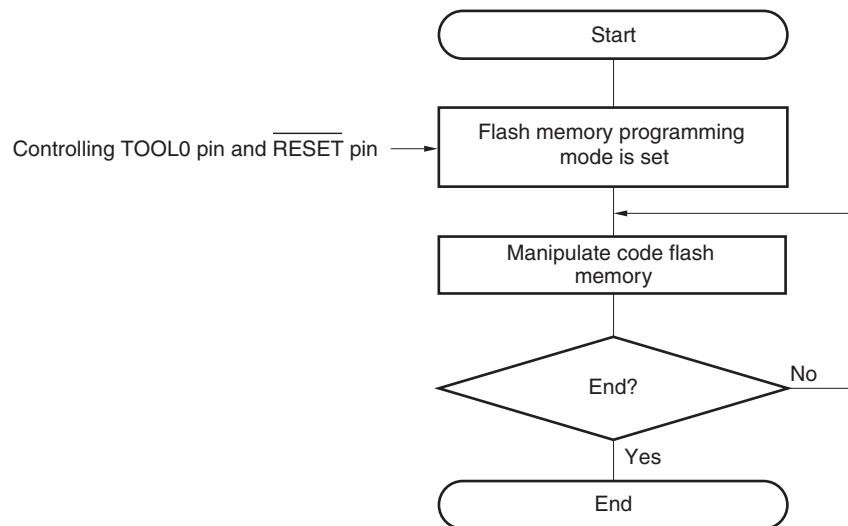 Start
Flash memory programming
mode is set
Controlling TOOL0 pin and RESET pin
Manipulate code flash
memory
End?
No
Yes
End